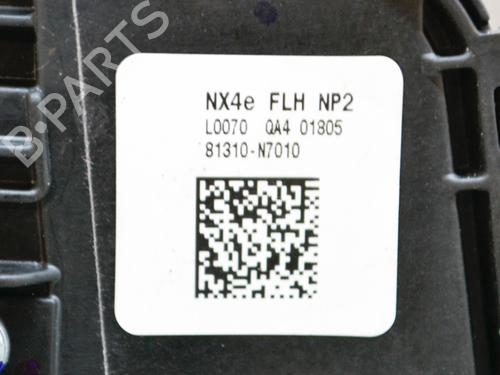 B-PARTS
NX4e FLH NP2
L0070 QA4 01805
81310-N7010